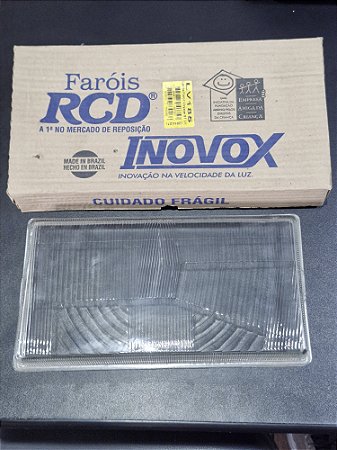 Faróis
RCD®
A 1ª NO MERCADO DE REPOSIÇÃO
LV185
EMPRESA
AMIGA DA
CRIANÇA
MADE IN BRAZIL
HECHO EN BRAZIL
INOVOX
INOVAÇÃO NA VELOCIDADE DA LUZ
CUIDADO FRÁGIL